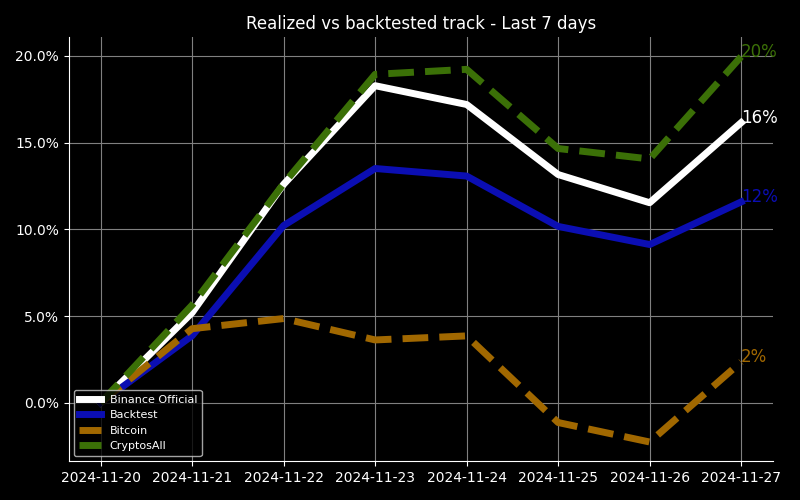 Realized vs backtested track - Last 7 days
20.0%
15.0%
10.0%
5.0%
0.0%
20%
16%
12%
2%
Binance Official
Backtest
Bitcoin
CryptosAll
2024-11-20 2024-11-21 2024-11-22 2024-11-23 2024-11-24 2024-11-25 2024-11-26 2024-11-27